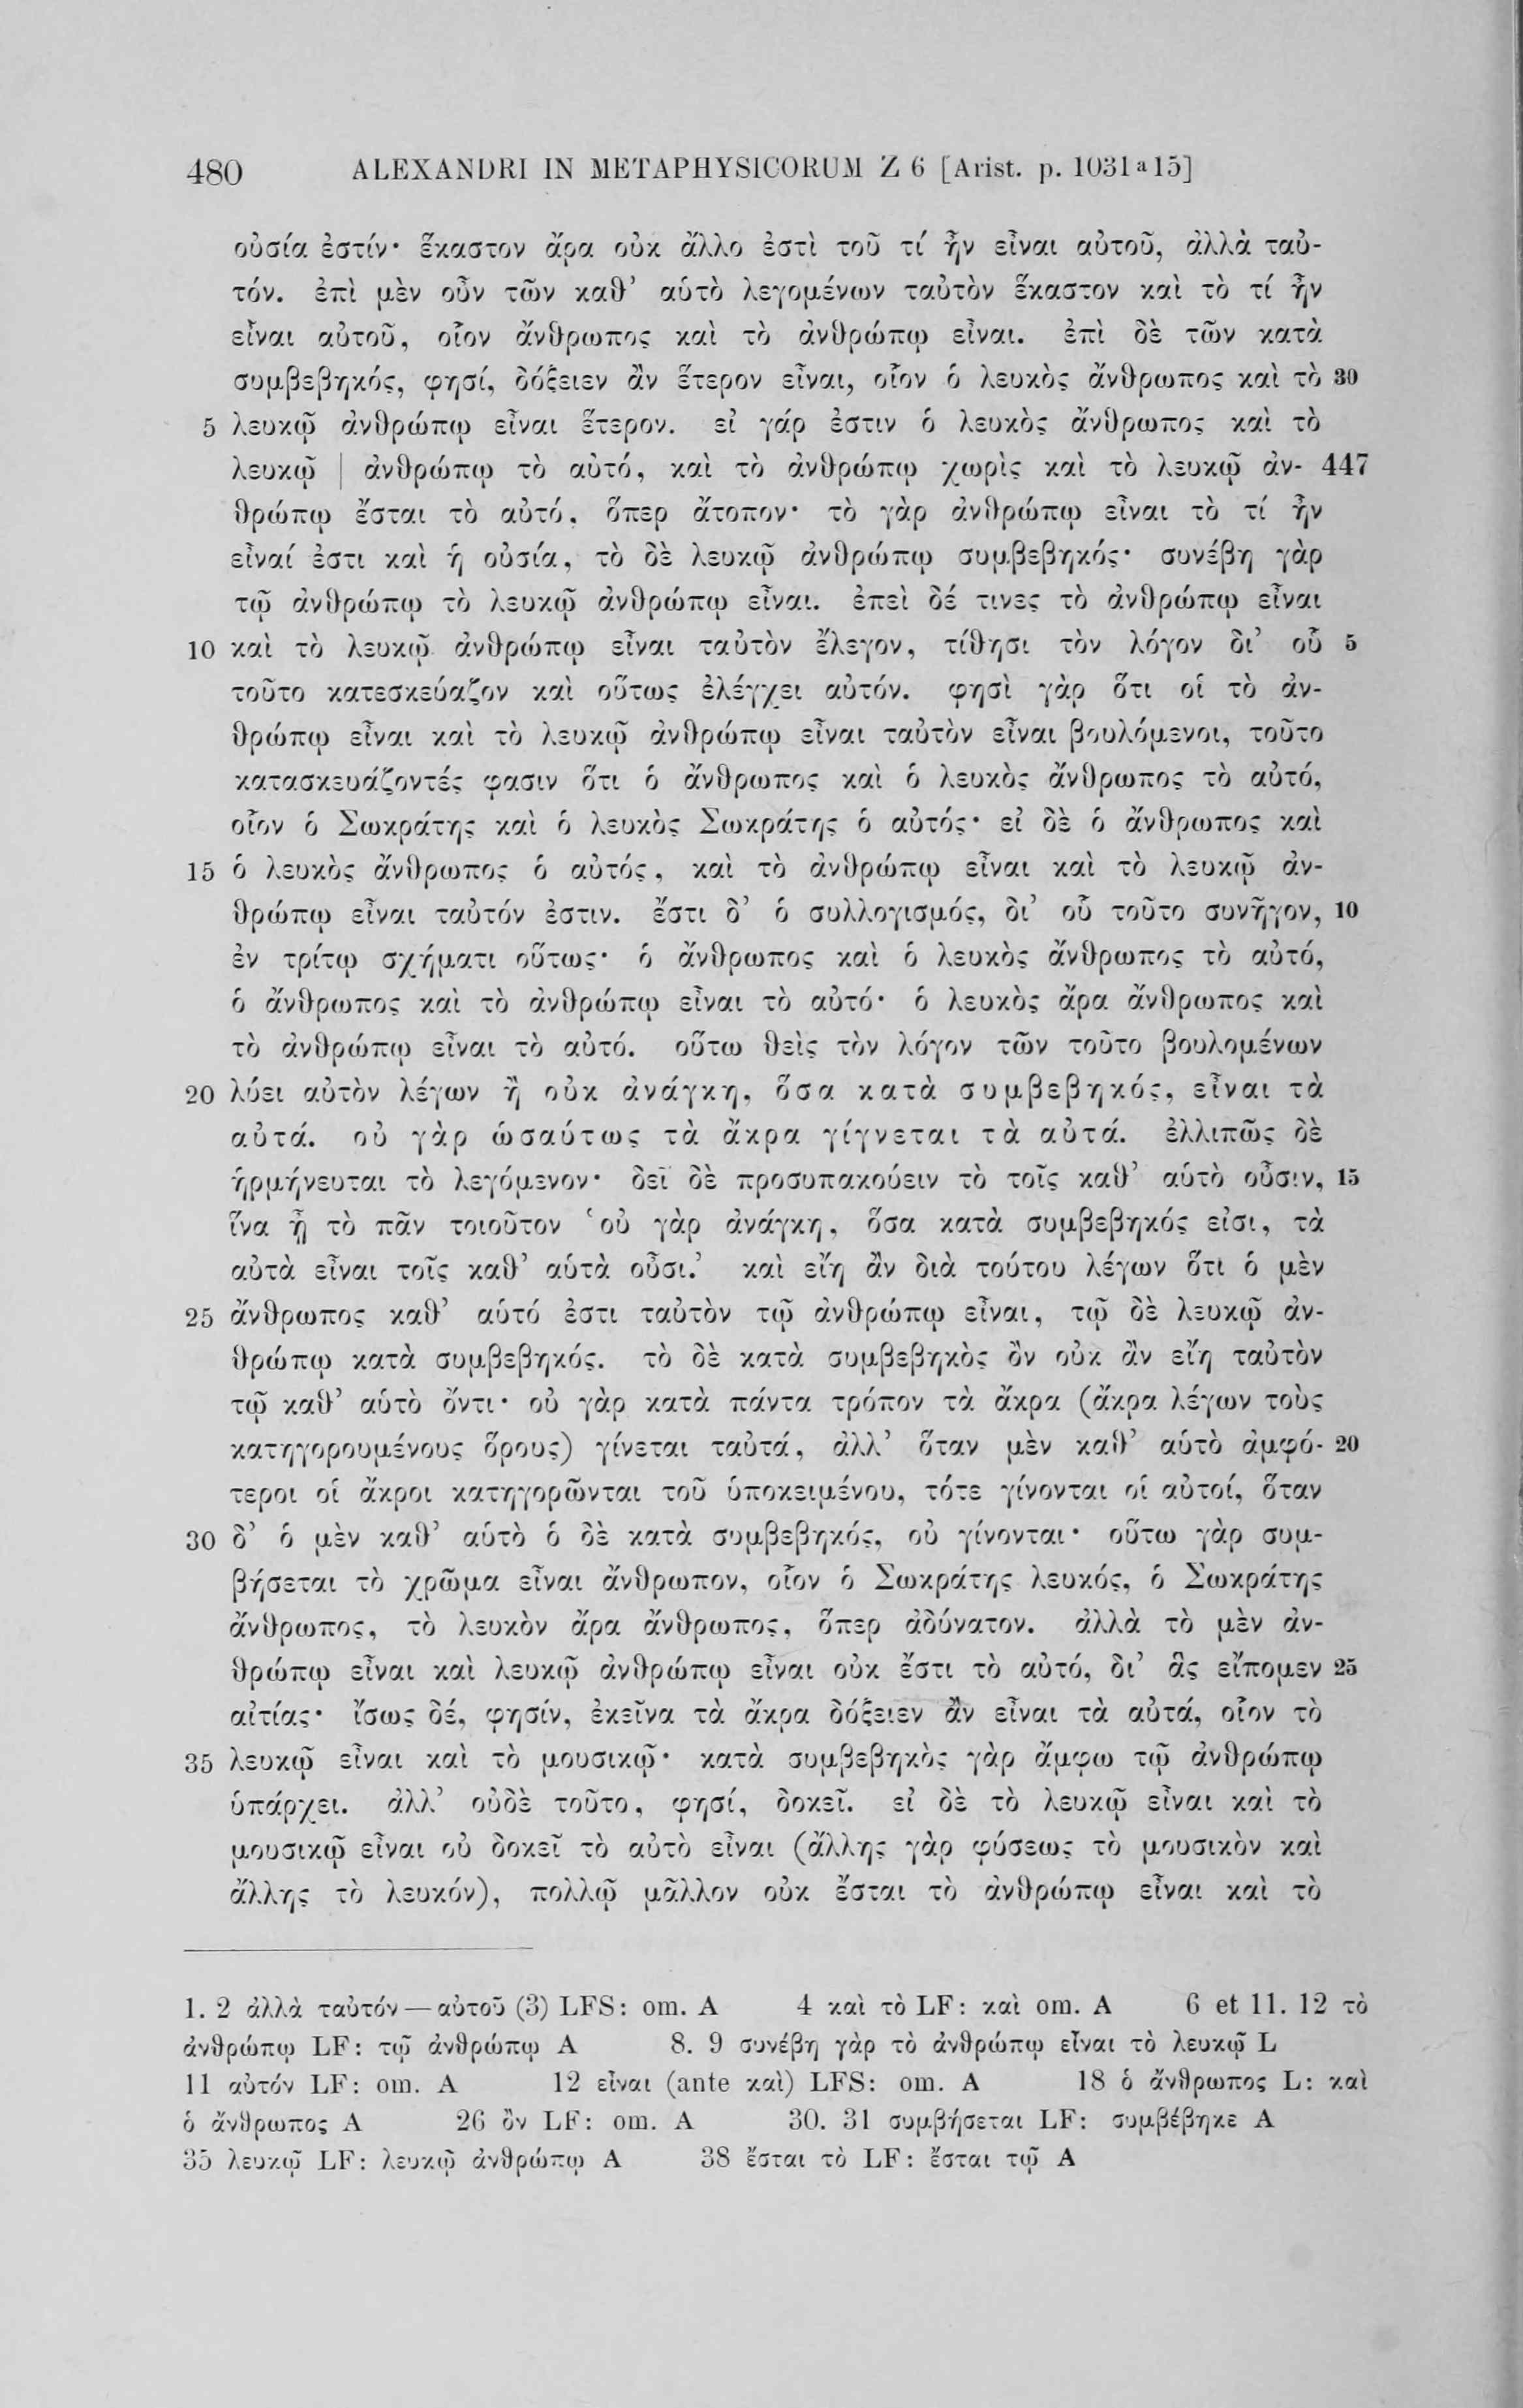 480 ALEXANDRI IN METAPHYSICORUM Z 6 [Arist. p. 1031ª15]
οὐσία ἐστίν· ἕκαστον ἄρα οὐκ ἄλλο ἐστὶ τοῦ τί ἦν εἶναι αὐτοῦ, ἀλλὰ ταὐ-
τόν. ἐπὶ μὲν οὖν τῶν καθ’ αὑτὸ λεγομένων ταὐτὸν ἕκαστον καὶ τὸ τί ἦν
εἶναι αὐτοῦ, οἷον ἄνθρωπος καὶ τὸ ἀνθρώπῳ εἶναι. ἐπὶ δὲ τῶν κατὰ
συμβεβηκός, φησί, δόξειεν ἂν ἕτερον εἶναι, οἷον ὁ λευκὸς ἄνθρωπος καὶ τὸ 30
5 λευκῷ ἀνθρώπῳ εἶναι ἕτερον. εἰ γάρ ἐστιν ὁ λευκὸς ἄνθρωπος καὶ τὸ
λευκῷ | ἀνθρώπῳ τὸ αὐτό, καὶ τὸ ἀνθρώπῳ χωρὶς καὶ τὸ λευκῷ ἀν- 447
θρώπῳ ἔσται τὸ αὐτό, ὅπερ ἄτοπον· τὸ γὰρ ἀνθρώπῳ εἶναι τὸ τί ἦν
εἶναί ἐστι καὶ ἡ οὐσία, τὸ δὲ λευκῷ ἀνθρώπῳ συμβεβηκός· συνέβη γὰρ
τῷ ἀνθρώπῳ τὸ λευκῷ ἀνθρώπῳ εἶναι. ἐπεὶ δέ τινες τὸ ἀνθρώπῳ εἶναι
10 καὶ τὸ λευκῷ ἀνθρώπῳ εἶναι ταὐτὸν ἔλεγον, τίθησι τὸν λόγον δι’ οὗ 5
τοῦτο κατεσκεύαζον καὶ οὕτως ἐλέγχει αὐτόν. φησὶ γὰρ ὅτι οἱ τὸ ἀν-
θρώπῳ εἶναι καὶ τὸ λευκῷ ἀνθρώπῳ εἶναι ταὐτὸν εἶναι βουλόμενοι, τοῦτο
κατασκευάζοντές φασιν ὅτι ὁ ἄνθρωπος καὶ ὁ λευκὸς ἄνθρωπος τὸ αὐτό,
οἷον ὁ Σωκράτης καὶ ὁ λευκὸς Σωκράτης ὁ αὐτός· εἰ δὲ ὁ ἄνθρωπος καὶ
15 ὁ λευκὸς ἄνθρωπος ὁ αὐτός, καὶ τὸ ἀνθρώπῳ εἶναι καὶ τὸ λευκῷ ἀν-
θρώπῳ εἶναι ταὐτόν ἐστιν. ἔστι δ’ ὁ συλλογισμός, δι’ οὗ τοῦτο συνῆγον, 10
ἐν τρίτῳ σχήματι οὕτως· ὁ ἄνθρωπος καὶ ὁ λευκὸς ἄνθρωπος τὸ αὐτό,
ὁ ἄνθρωπος καὶ τὸ ἀνθρώπῳ εἶναι τὸ αὐτό· ὁ λευκὸς ἄρα ἄνθρωπος καὶ
τὸ ἀνθρώπῳ εἶναι τὸ αὐτό. οὕτω θεὶς τὸν λόγον τῶν τοῦτο βουλομένων
20 λύει αὐτὸν λέγων ἢ οὐκ ἀνάγκη, ὅσα κατὰ συμβεβηκός, εἶναι τὰ
αὐτά. οὐ γὰρ ὡσαύτως τὰ ἄκρα γίγνεται τὰ αὐτά. ἐλλιπῶς δὲ
ἡρμήνευται τὸ λεγόμενον· δεῖ δὲ προσυπακούειν τὸ τοῖς καθ’ αὑτὸ οὖσιν, 15
ἵνα ᾖ τὸ πᾶν τοιοῦτον ‘οὐ γὰρ ἀνάγκη, ὅσα κατὰ συμβεβηκός εἰσι, τὰ
αὐτὰ εἶναι τοῖς καθ’ αὑτὰ οὖσι.’ καὶ εἴη ἂν διὰ τούτου λέγων ὅτι ὁ μὲν
25 ἄνθρωπος καθ’ αὑτό ἐστι ταὐτὸν τῷ ἀνθρώπῳ εἶναι, τῷ δὲ λευκῷ ἀν-
θρώπῳ κατὰ συμβεβηκός. τὸ δὲ κατὰ συμβεβηκὸς ὂν οὐκ ἂν εἴη ταὐτὸν
τῷ καθ’ αὑτὸ ὄντι· οὐ γὰρ κατὰ πάντα τρόπον τὰ ἄκρα (ἄκρα λέγων τοὺς
κατηγορουμένους ὅρους) γίνεται ταὐτά, ἀλλ’ ὅταν μὲν καθ’ αὑτὸ ἀμφό- 20
τεροι οἱ ἄκροι κατηγορῶνται τοῦ ὑποκειμένου, τότε γίνονται οἱ αὐτοί, ὅταν
30 δ’ ὁ μὲν καθ’ αὑτὸ ὁ δὲ κατὰ συμβεβηκός, οὐ γίνονται· οὕτω γὰρ συμ-
βήσεται τὸ χρῶμα εἶναι ἄνθρωπον, οἷον ὁ Σωκράτης λευκός, ὁ Σωκράτης
ἄνθρωπος, τὸ λευκὸν ἄρα ἄνθρωπος, ὅπερ ἀδύνατον. ἀλλὰ τὸ μὲν ἀν-
θρώπῳ εἶναι καὶ λευκῷ ἀνθρώπῳ εἶναι οὐκ ἔστι τὸ αὐτό, δι’ ἃς εἴπομεν 25
αἰτίας· ἴσως δέ, φησίν, ἐκεῖνα τὰ ἄκρα δόξειεν ἂν εἶναι τὰ αὐτά, οἷον τὸ
35 λευκῷ εἶναι καὶ τὸ μουσικῷ· κατὰ συμβεβηκὸς γὰρ ἄμφω τῷ ἀνθρώπῳ
ὑπάρχει. ἀλλ’ οὐδὲ τοῦτο, φησί, δοκεῖ. εἰ δὲ τὸ λευκῷ εἶναι καὶ τὸ
μουσικῷ εἶναι οὐ δοκεῖ τὸ αὐτὸ εἶναι (ἄλλης γὰρ φύσεως τὸ μουσικὸν καὶ
ἄλλης τὸ λευκόν), πολλῷ μᾶλλον οὐκ ἔσται τὸ ἀνθρώπῳ εἶναι καὶ τὸ
1. 2 ἀλλὰ ταὐτόν — αὐτοῦ (3) LFS: om. A 4 καὶ τὸ LF: καὶ om. A 6 et 11. 12 τὸ
ἀνθρώπῳ LF: τῷ ἀνθρώπῳ A 8. 9 συνέβη γὰρ τὸ ἀνθρώπῳ εἶναι τὸ λευκῷ L
11 αὐτόν LF: om. A 12 εἶναι (ante καὶ) LFS: om. A 18 ὁ ἄνθρωπος L: καὶ
ὁ ἄνθρωπος A 26 ὂν LF: om. A 30. 31 συμβήσεται LF: συμβέβηκε A
35 λευκῷ LF: λευκῷ ἀνθρώπῳ A 38 ἔσται τὸ LF: ἔσται τῷ A